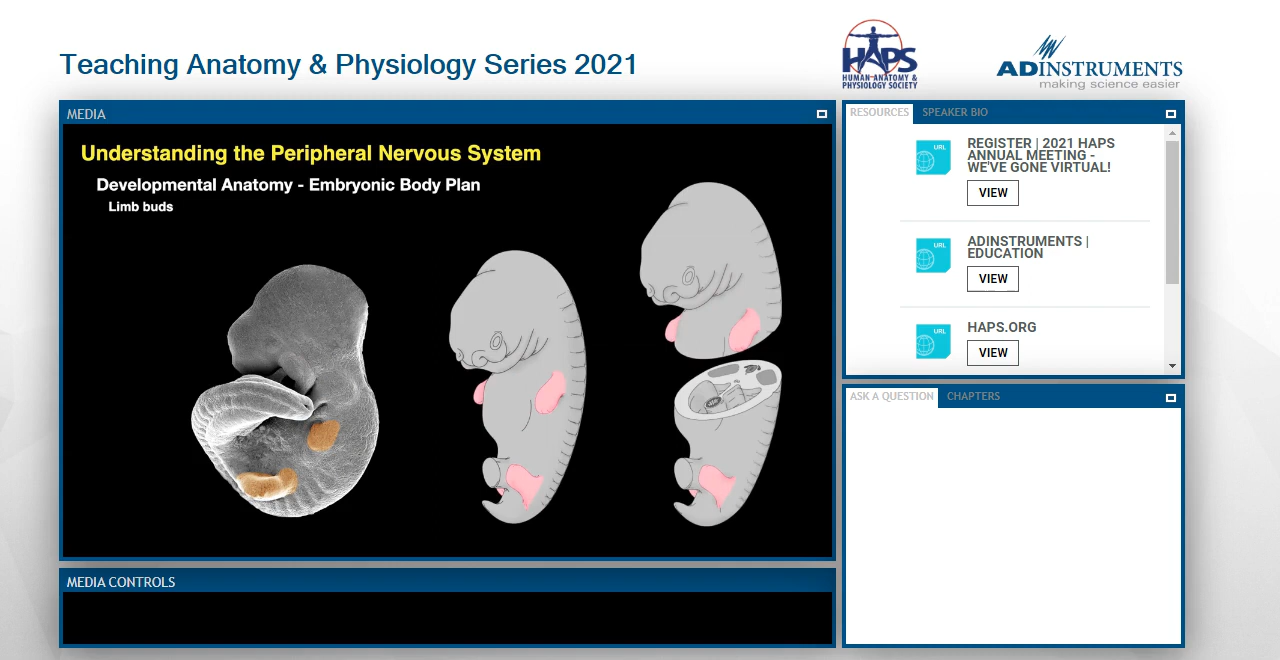 Teaching Anatomy & Physiology Series 2021
HAPS
HUMAN ANATOMY &
PHYSIOLOGY SOCIETY
ADINSTRUMENTS
making science easier
MEDIA
Understanding the Peripheral Nervous System
Developmental Anatomy - Embryonic Body Plan
Limb buds
MEDIA CONTROLS
RESOURCES SPEAKER BIO
URL
REGISTER | 2021 HAPS
ANNUAL MEETING -
WE'VE GONE VIRTUAL!
VIEW
URL
ADINSTRUMENTS |
EDUCATION
VIEW
URL
HAPS.ORG
VIEW
ASK A QUESTION CHAPTERS